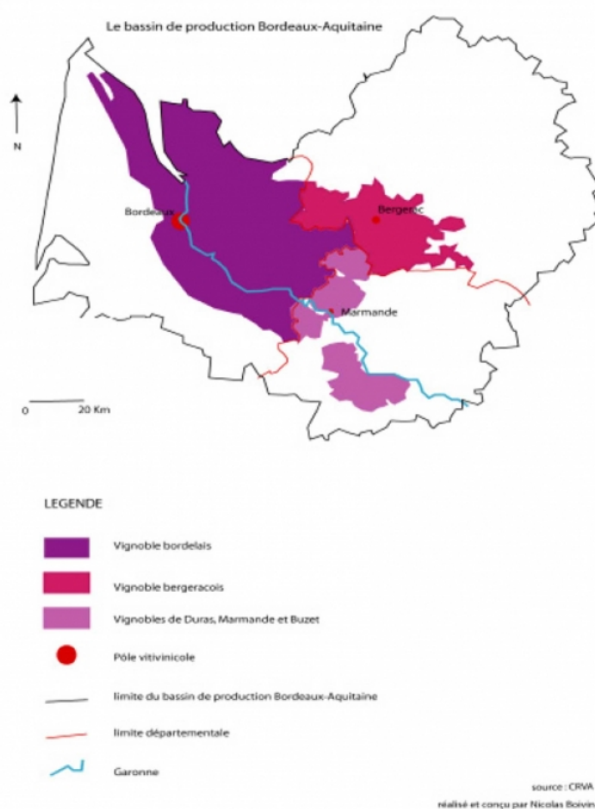 Le bassin de production Bordeaux-Aquitaine
N
Bordeaux
Bergerac
Marmande
0 20 Km
LEGENDE
Vignoble bordelais
Vignoble bergeracois
Vignobles de Duras, Marmande et Buzet
Pôle vitivinicole
limite du bassin de production Bordeaux-Aquitaine
limite départementale
Garonne
source : CRVA
réalisé et conçu par Nicolas Boivin